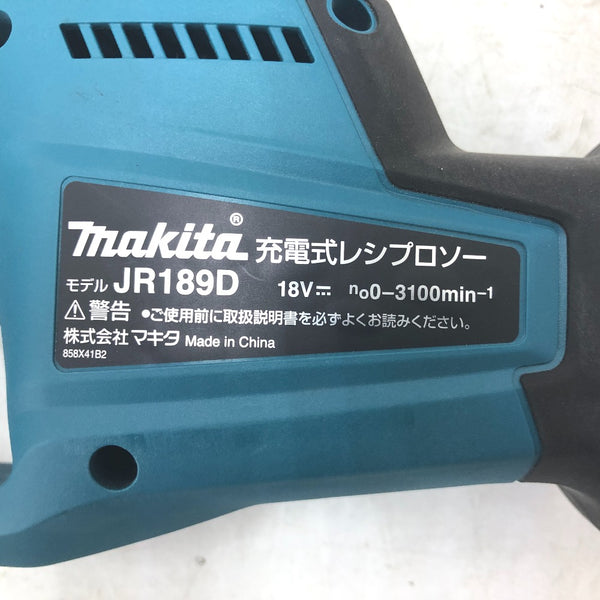 makita® 充電式レシプロソー
モデル JR189D 18V⎓ n₀0-3100min⁻¹
⚠警告 ●ご使用前に取扱説明書を必ずよくお読みください。
株式会社マキタ Made in China
858X41B2